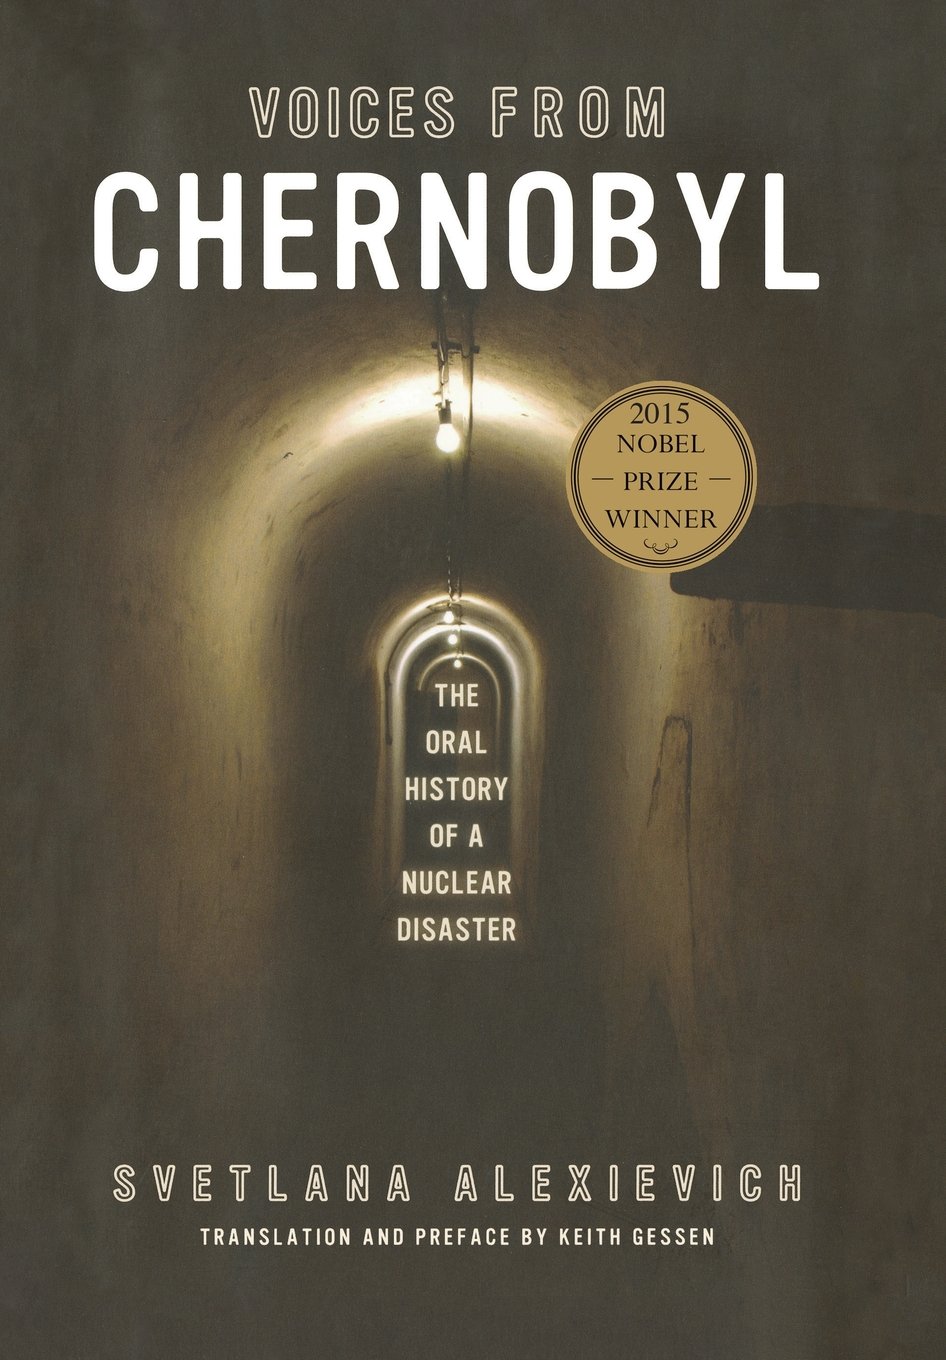 VOICES FROM
CHERNOBYL
2015
NOBEL
PRIZE
WINNER
THE
ORAL
HISTORY
OF A
NUCLEAR
DISASTER
SVETLANA ALEXIEVICH
TRANSLATION AND PREFACE BY KEITH GESSEN